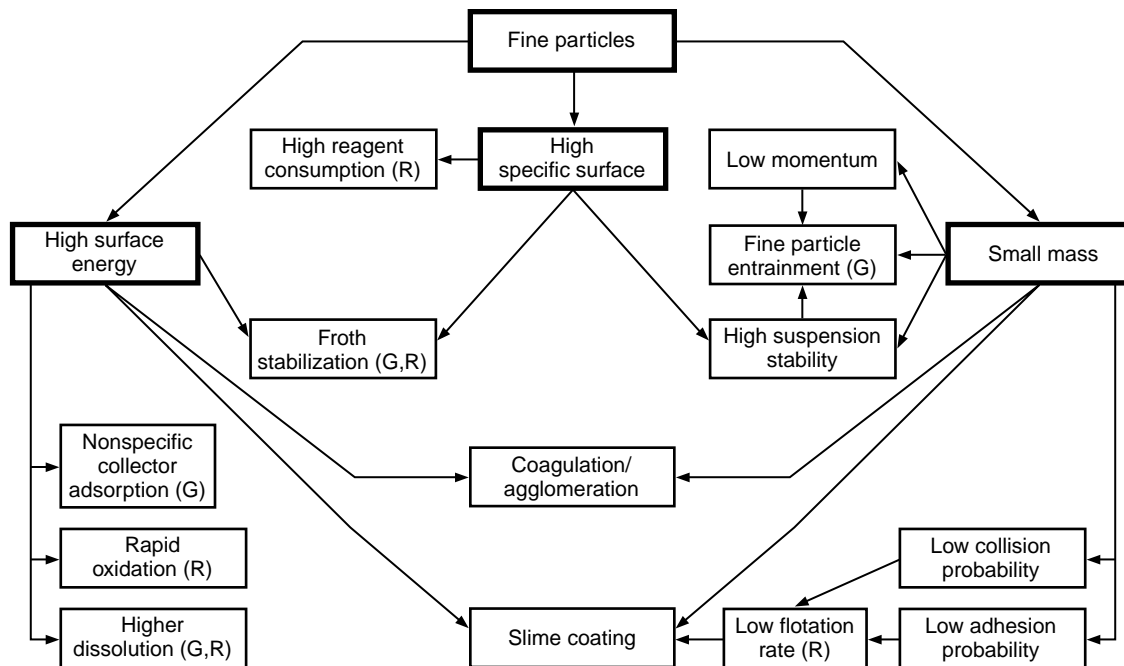 Fine particles
High reagent
consumption (R)
High
specific surface
Low momentum
High surface
energy
Fine particle
entrainment (G)
Small mass
Froth
stabilization (G,R)
High suspension
stability
Nonspecific
collector
adsorption (G)
Coagulation/
agglomeration
Rapid
oxidation (R)
Low collision
probability
Higher
dissolution (G,R)
Slime coating
Low flotation
rate (R)
Low adhesion
probability